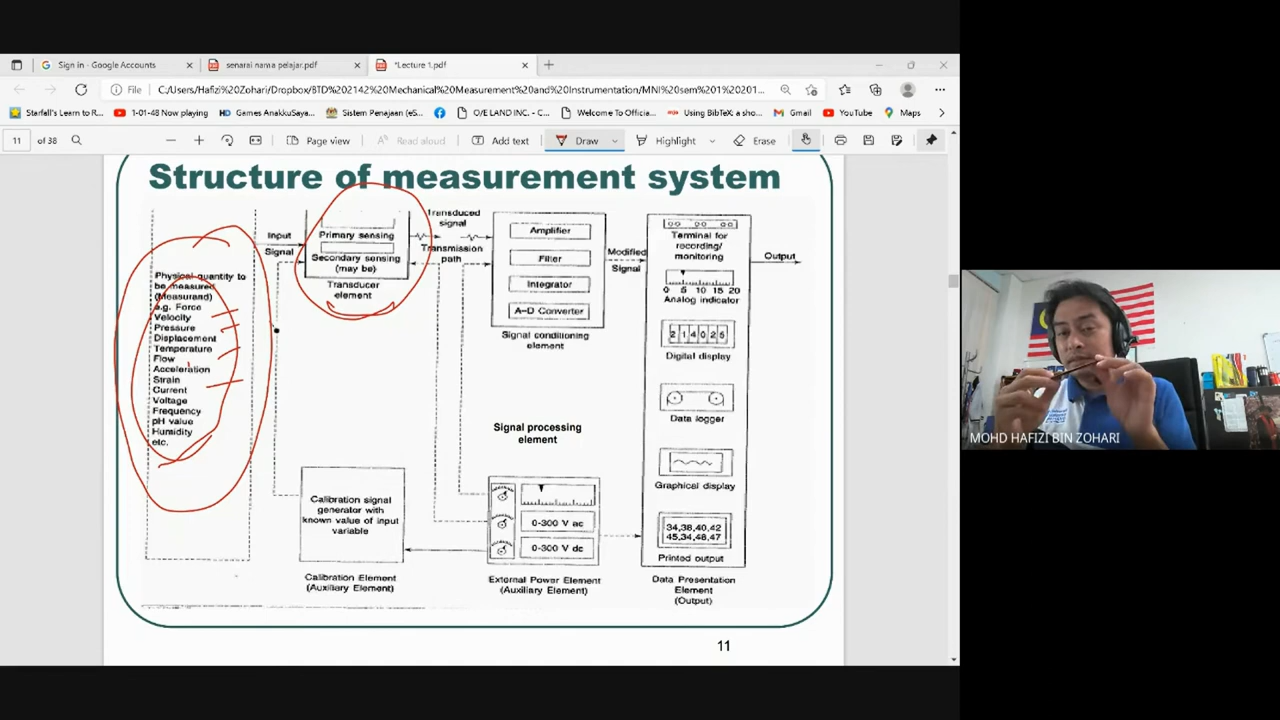 Sign in - Google Accounts
senarai nama pelajar.pdf
*Lecture 1.pdf
File
C:/Users/Hafizi%20Zohari/Dropbox/BTD%202142%20Mechanical%20Measurement%20and%20Instrumentation/MNI%20sem%201%20201...
Starfall's Learn to R...
1-01-48 Now playing
Games AnakkuSaya...
Sistem Penajaan (eS...
O/E LAND INC. - C...
Welcome To Officia...
Using BibTeX: a sho...
Gmail
YouTube
Maps
11 of 38
Page view
Read aloud
Add text
Draw
Highlight
Erase
Structure of measurement system
Physical quantity to
be measured
(Measurand)
e.g. Force
Velocity
Pressure
Displacement
Temperature
Flow
Acceleration
Strain
Current
Voltage
Frequency
pH value
Humidity
etc.
Input
Signal
Primary sensing
Secondary sensing
(may be)
Transducer
element
Transduced
signal
Transmission
path
Amplifier
Filter
Integrator
A-D Converter
Signal conditioning
element
Modified
Signal
Terminal for
recording/
monitoring
0 5 10 15 20
Analog indicator
214025
Digital display
Data logger
Graphical display
34,38,40,42
45,34,48,47
Printed output
Output
Signal processing
element
Calibration signal
generator with
known value of input
variable
Calibration Element
(Auxiliary Element)
0-300 V ac
0-300 V dc
External Power Element
(Auxiliary Element)
Data Presentation
Element
(Output)
11
MOHD HAFIZI BIN ZOHARI